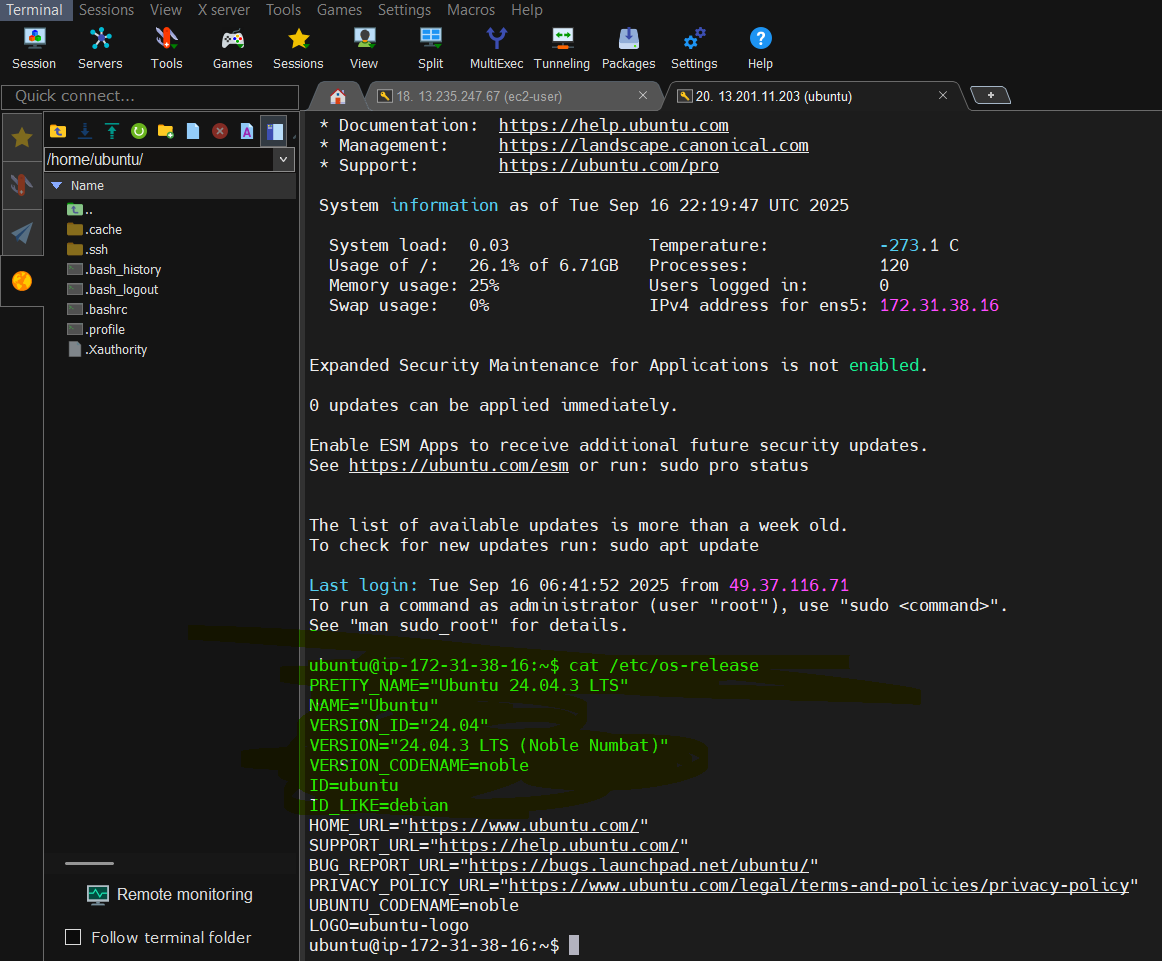 Terminal Sessions View X server Tools Games Settings Macros Help
Session Servers Tools Games Sessions View Split MultiExec Tunneling Packages Settings Help
Quick connect...
18. 13.235.247.67 (ec2-user)
20. 13.201.11.203 (ubuntu)
/home/ubuntu/
Name
..
.cache
.ssh
.bash_history
.bash_logout
.bashrc
.profile
.Xauthority
Remote monitoring
Follow terminal folder
* Documentation: https://help.ubuntu.com
* Management: https://landscape.canonical.com
* Support: https://ubuntu.com/pro
System information as of Tue Sep 16 22:19:47 UTC 2025
System load: 0.03 Temperature: -273.1 C
Usage of /: 26.1% of 6.71GB Processes: 120
Memory usage: 25% Users logged in: 0
Swap usage: 0% IPv4 address for ens5: 172.31.38.16
Expanded Security Maintenance for Applications is not enabled.
0 updates can be applied immediately.
Enable ESM Apps to receive additional future security updates.
See https://ubuntu.com/esm or run: sudo pro status
The list of available updates is more than a week old.
To check for new updates run: sudo apt update
Last login: Tue Sep 16 06:41:52 2025 from 49.37.116.71
To run a command as administrator (user "root"), use "sudo <command>".
See "man sudo_root" for details.
ubuntu@ip-172-31-38-16:~$ cat /etc/os-release
PRETTY_NAME="Ubuntu 24.04.3 LTS"
NAME="Ubuntu"
VERSION_ID="24.04"
VERSION="24.04.3 LTS (Noble Numbat)"
VERSION_CODENAME=noble
ID=ubuntu
ID_LIKE=debian
HOME_URL="https://www.ubuntu.com/"
SUPPORT_URL="https://help.ubuntu.com/"
BUG_REPORT_URL="https://bugs.launchpad.net/ubuntu/"
PRIVACY_POLICY_URL="https://www.ubuntu.com/legal/terms-and-policies/privacy-policy"
UBUNTU_CODENAME=noble
LOGO=ubuntu-logo
ubuntu@ip-172-31-38-16:~$